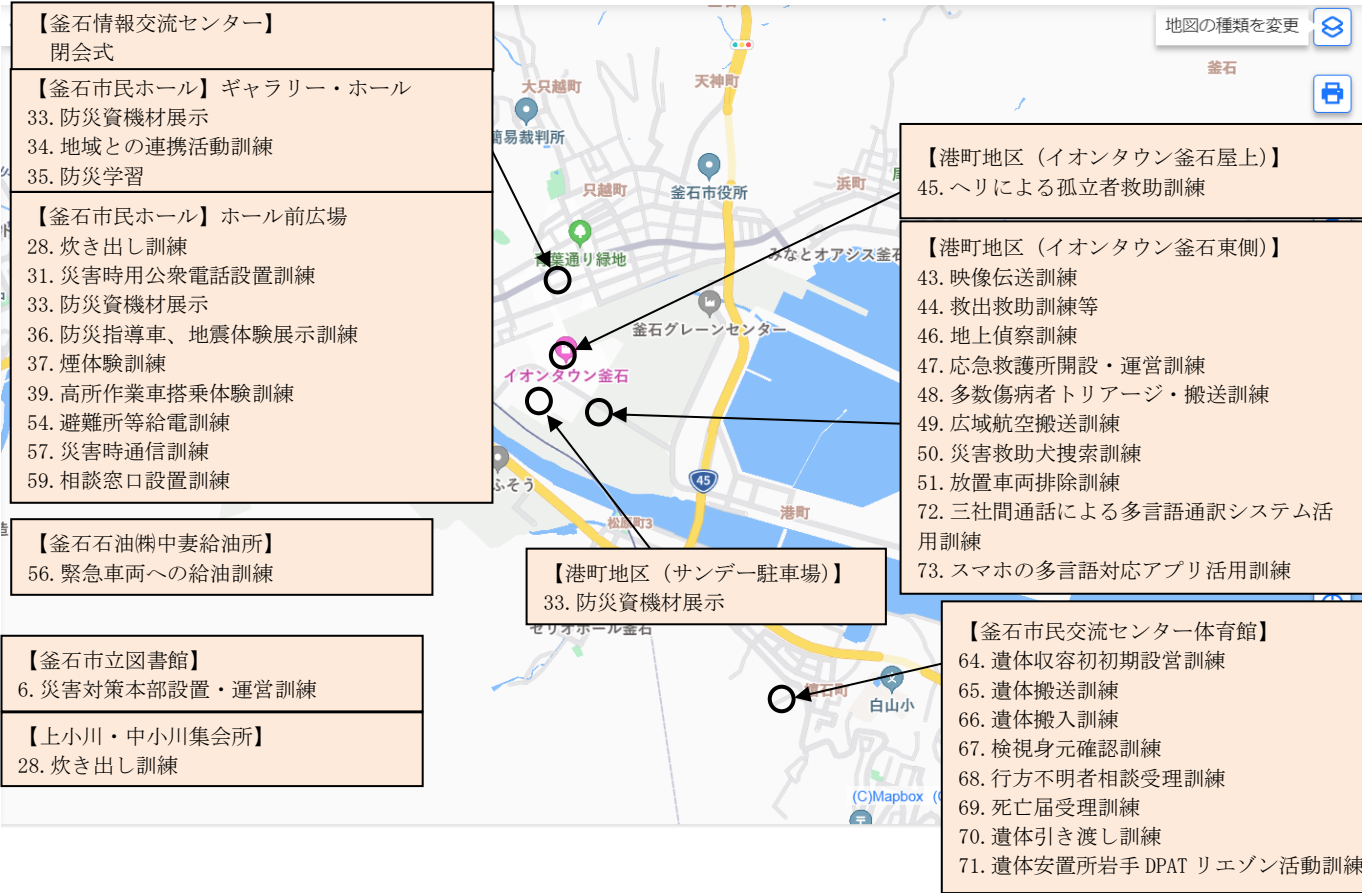 【釜石情報交流センター】
閉会式
【釜石市民ホール】ギャラリー・ホール
33.防災資機材展示
34.地域との連携活動訓練
35.防災学習
【釜石市民ホール】ホール前広場
28.炊き出し訓練
31.災害時用公衆電話設置訓練
33.防災資機材展示
36.防災指導車、地震体験展示訓練
37.煙体験訓練
39.高所作業車搭乗体験訓練
54.避難所等給電訓練
57.災害時通信訓練
59.相談窓口設置訓練
【釜石石油㈱中妻給油所】
56.緊急車両への給油訓練
【釜石市立図書館】
6.災害対策本部設置・運営訓練
【上小川・中小川集会所】
28.炊き出し訓練
地図の種類を変更
釜石
大只越町
天神町
簡易裁判所
只越町
釜石市役所
浜町
青葉通り緑地
みなとオアシス釜石
釜石グレーンセンター
イオンタウン釜石
ふそう
45
港町
松原町3
【港町地区（サンデー駐車場）】
33.防災資機材展示
セリオホール釜石
嬉石町
白山小
(C)Mapbox
【港町地区（イオンタウン釜石屋上）】
45.ヘリによる孤立者救助訓練
【港町地区（イオンタウン釜石東側）】
43.映像伝送訓練
44.救出救助訓練等
46.地上偵察訓練
47.応急救護所開設・運営訓練
48.多数傷病者トリアージ・搬送訓練
49.広域航空搬送訓練
50.災害救助犬捜索訓練
51.放置車両排除訓練
72.三社間通話による多言語通訳システム活
用訓練
73.スマホの多言語対応アプリ活用訓練
【釜石市民交流センター体育館】
64.遺体収容初初期設営訓練
65.遺体搬送訓練
66.遺体搬入訓練
67.検視身元確認訓練
68.行方不明者相談受理訓練
69.死亡届受理訓練
70.遺体引き渡し訓練
71.遺体安置所岩手 DPAT リエゾン活動訓練